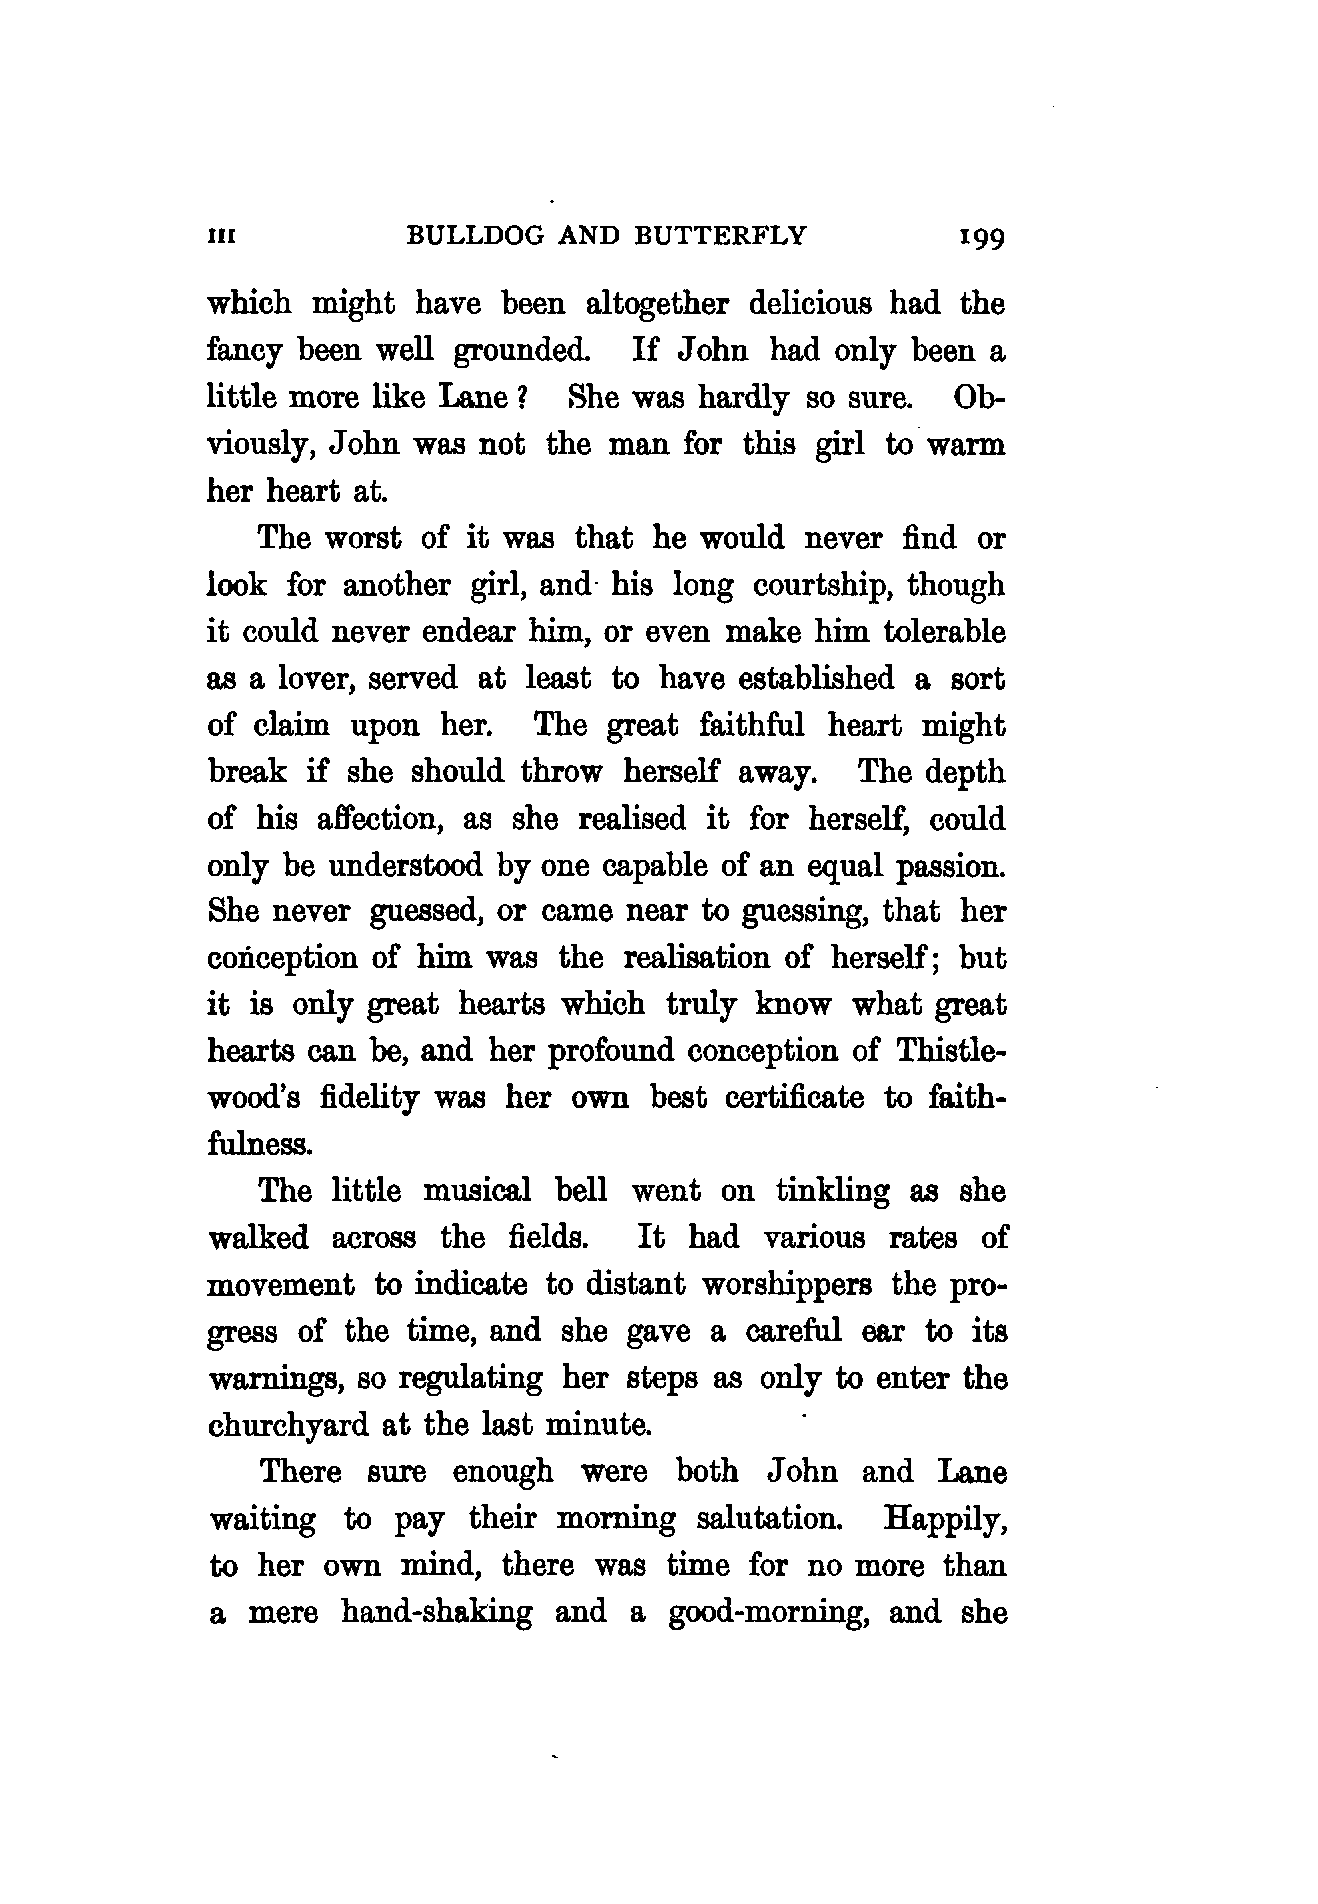 III BULLDOG AND BUTTERFLY 199
which might have been altogether delicious had the
fancy been well grounded. If John had only been a
little more like Lane? She was hardly so sure. Ob-
viously, John was not the man for this girl to warm
her heart at.
The worst of it was that he would never find or
look for another girl, and his long courtship, though
it could never endear him, or even make him tolerable
as a lover, served at least to have established a sort
of claim upon her. The great faithful heart might
break if she should throw herself away. The depth
of his affection, as she realised it for herself, could
only be understood by one capable of an equal passion.
She never guessed, or came near to guessing, that her
conception of him was the realisation of herself; but
it is only great hearts which truly know what great
hearts can be, and her profound conception of Thistle-
wood's fidelity was her own best certificate to faith-
fulness.
The little musical bell went on tinkling as she
walked across the fields. It had various rates of
movement to indicate to distant worshippers the pro-
gress of the time, and she gave a careful ear to its
warnings, so regulating her steps as only to enter the
churchyard at the last minute.
There sure enough were both John and Lane
waiting to pay their morning salutation. Happily,
to her own mind, there was time for no more than
a mere hand-shaking and a good-morning, and she